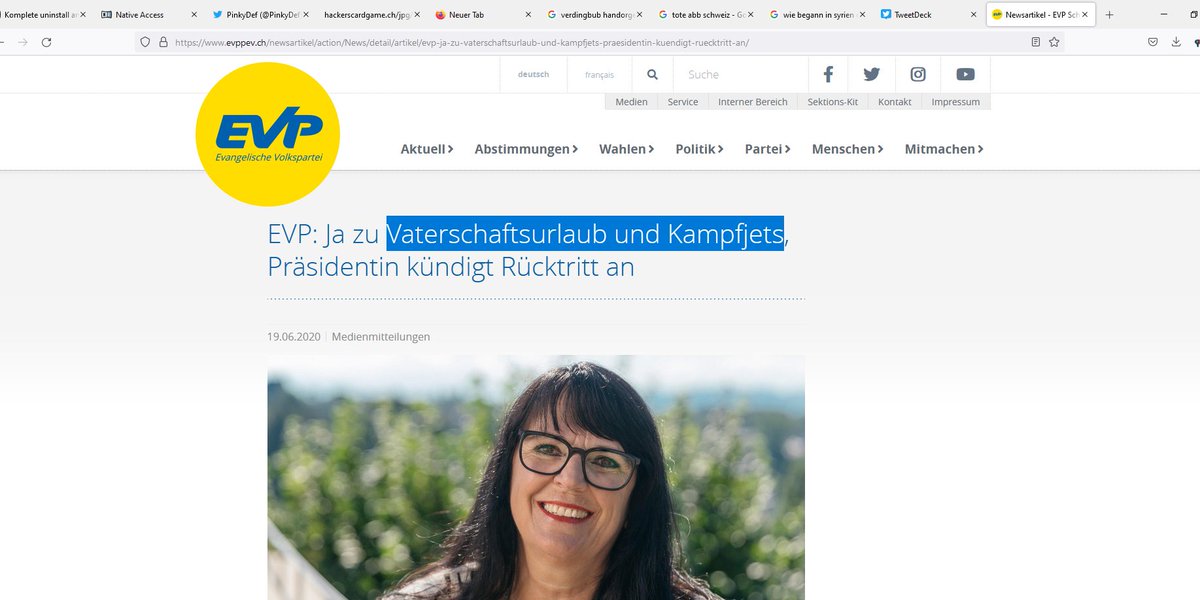 Komplete uninstall an
Native Access
PinkyDef (@PinkyDef
hackerscardgame.ch/jpg
Neuer Tab
verdingbub handorg
tote abb schweiz - Go
wie begann in syrien
TweetDeck
Newsartikel - EVP Sch
https://www.evppev.ch/newsartikel/action/News/detail/artikel/evp-ja-zu-vaterschaftsurlaub-und-kampfjets-praesidentin-kuendigt-ruecktritt-an/
deutsch
français
Suche
Medien
Service
Interner Bereich
Sektions-Kit
Kontakt
Impressum
EVP
Evangelische Volkspartei
Aktuell
Abstimmungen
Wahlen
Politik
Partei
Menschen
Mitmachen
EVP: Ja zu Vaterschaftsurlaub und Kampfjets,
Präsidentin kündigt Rücktritt an
19.06.2020 | Medienmitteilungen